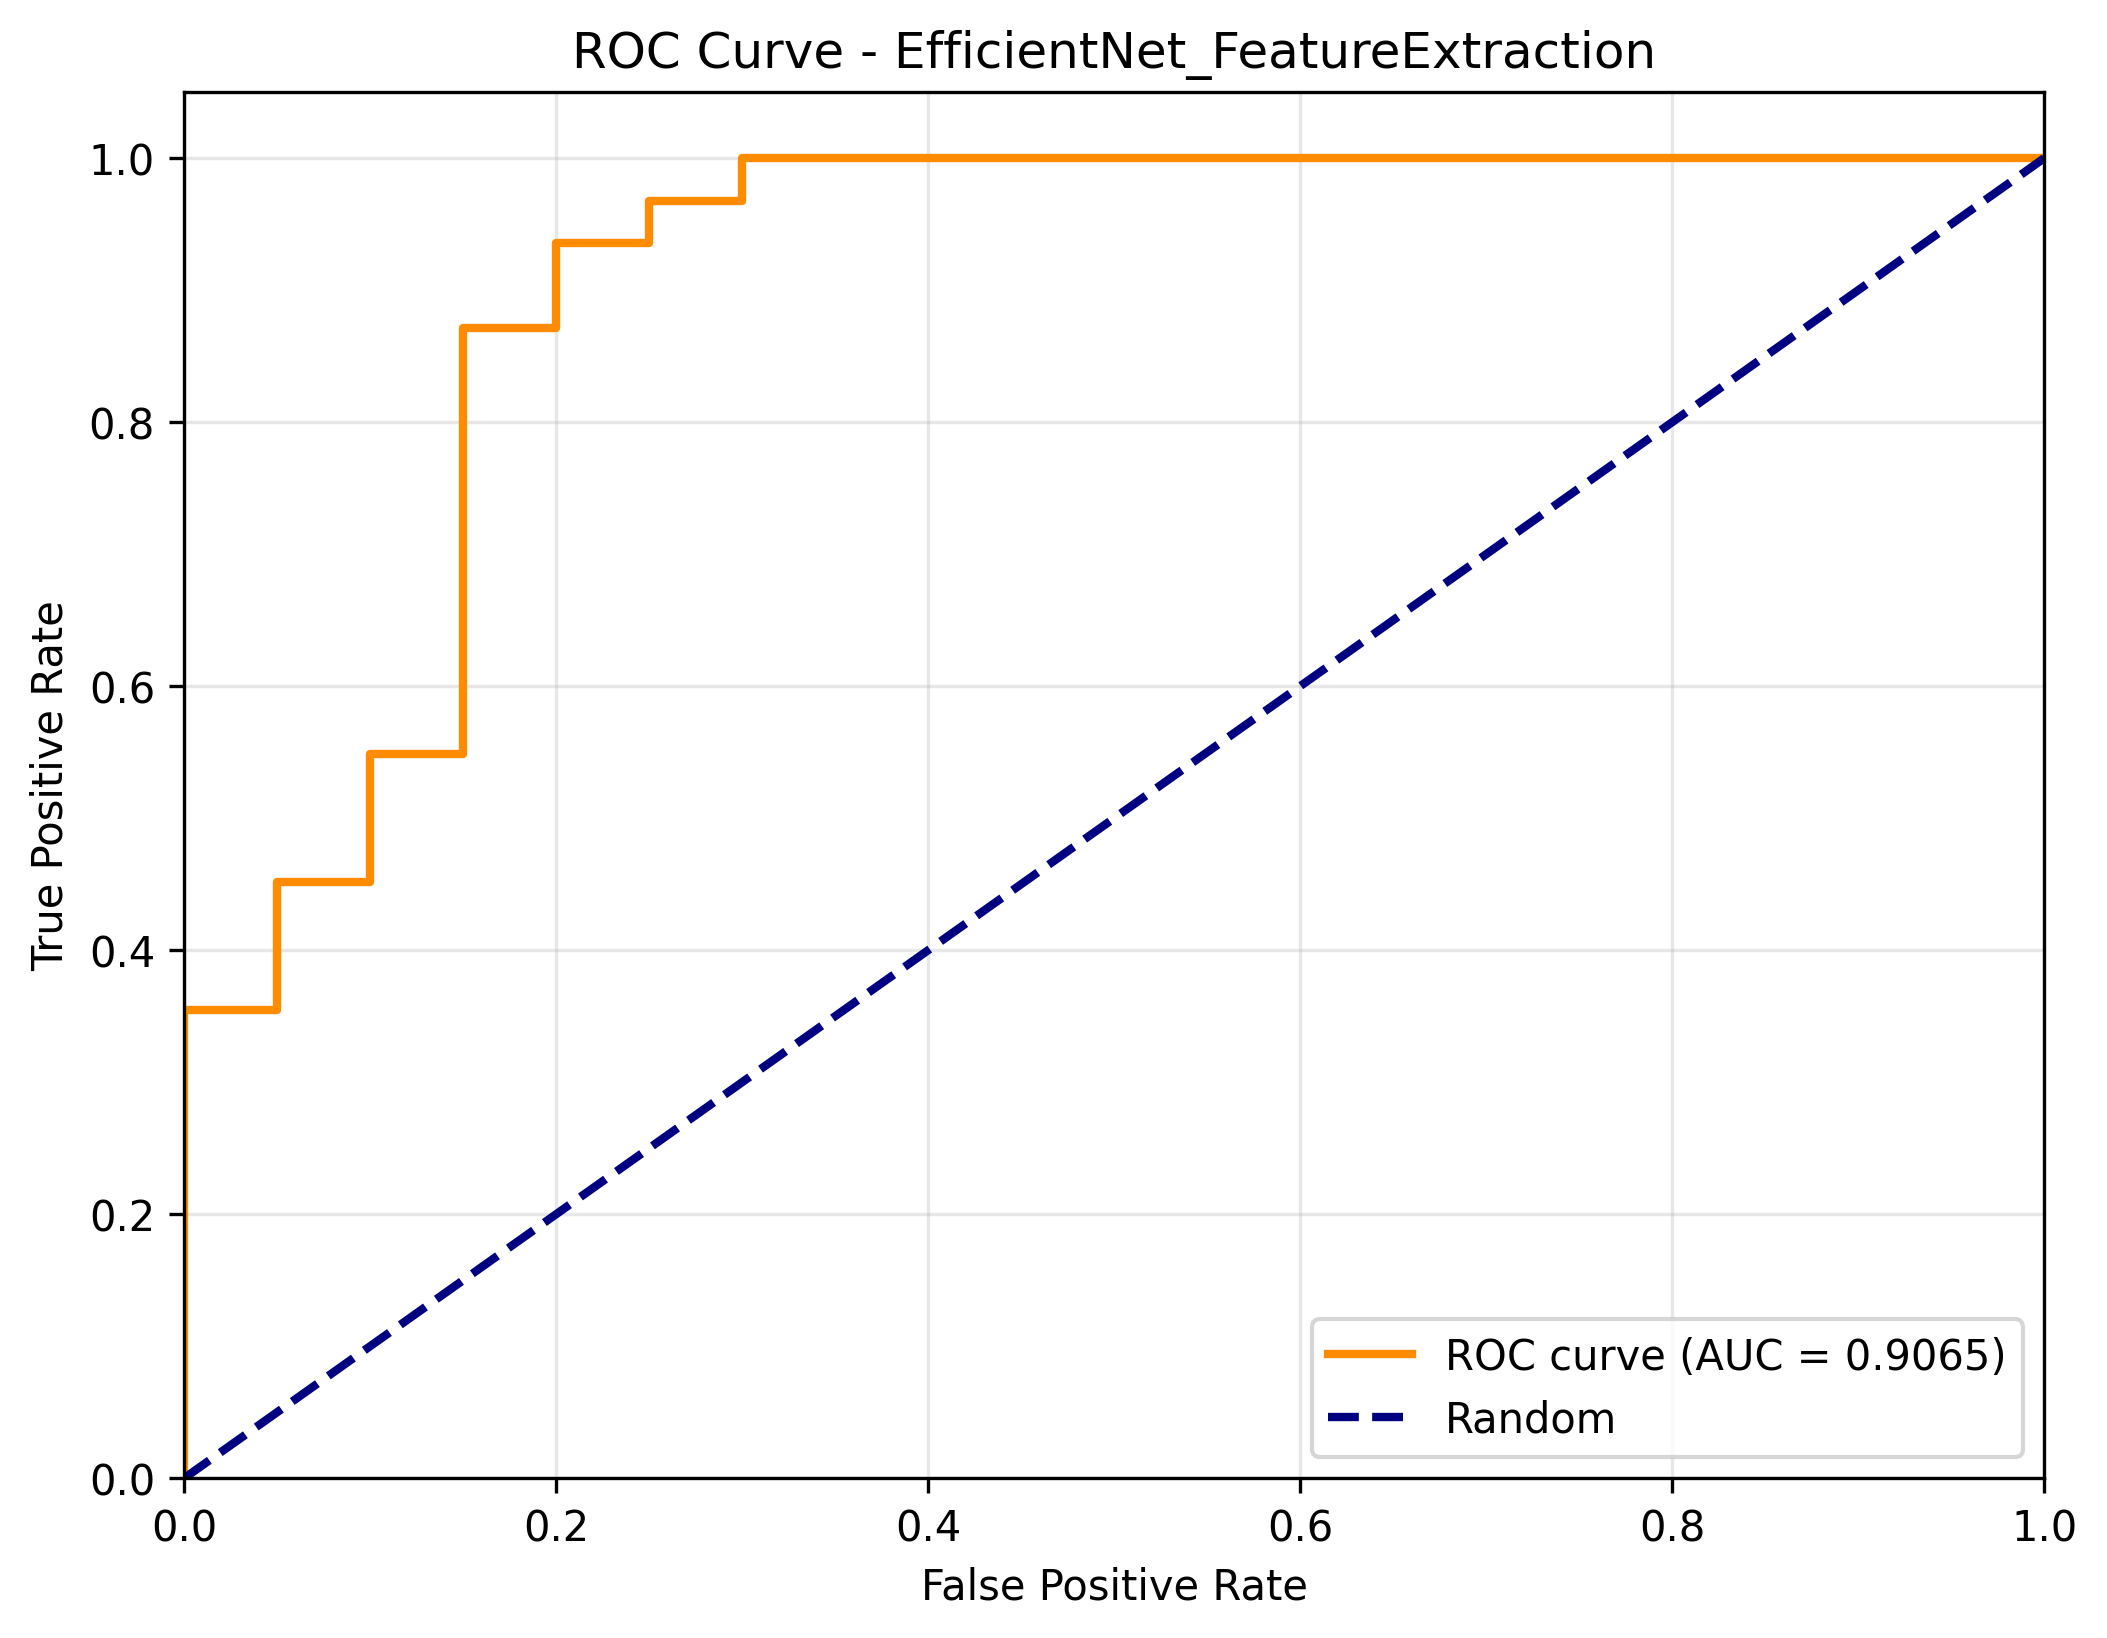 ROC Curve - EfficientNet_FeatureExtraction
True Positive Rate
1.0
0.8
0.6
0.4
0.2
0.0
0.0 0.2 0.4 0.6 0.8 1.0
False Positive Rate
ROC curve (AUC = 0.9065)
Random